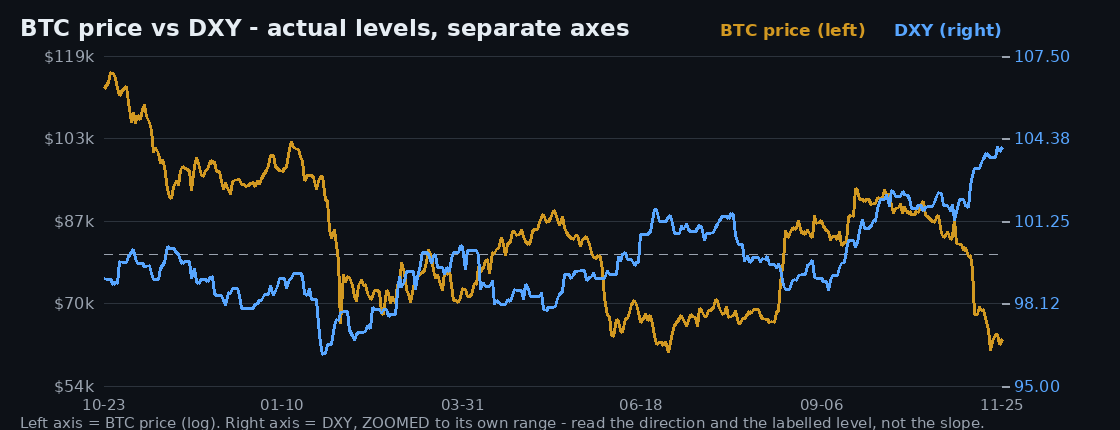 BTC price vs DXY - actual levels, separate axes
BTC price (left) DXY (right)
$119k 107.50
$103k 104.38
$87k 101.25
$70k 98.12
$54k 95.00
10-23 01-10 03-31 06-18 09-06 11-25
Left axis = BTC price (log). Right axis = DXY, ZOOMED to its own range - read the direction and the labelled level, not the slope.